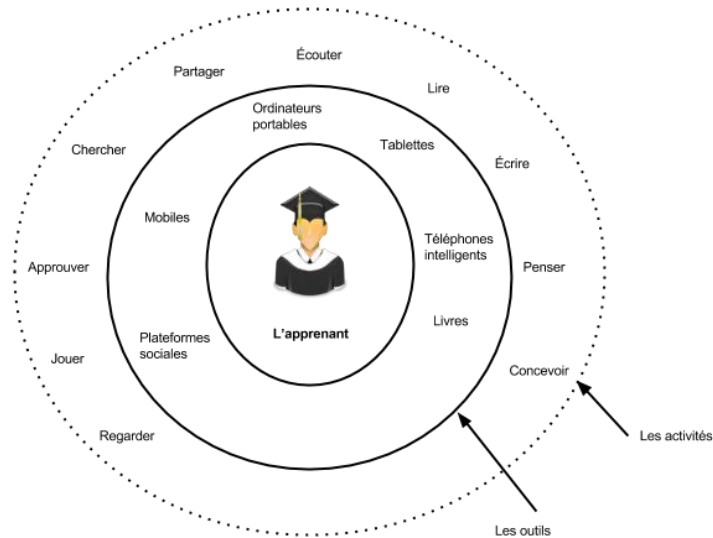 Écouter
Partager
Lire
Ordinateurs
portables
Tablettes
Chercher
Écrire
Mobiles
Téléphones
intelligents
Approuver
Penser
Livres
L'apprenant
Plateformes
sociales
Jouer
Concevoir
Regarder
Les activités
Les outils